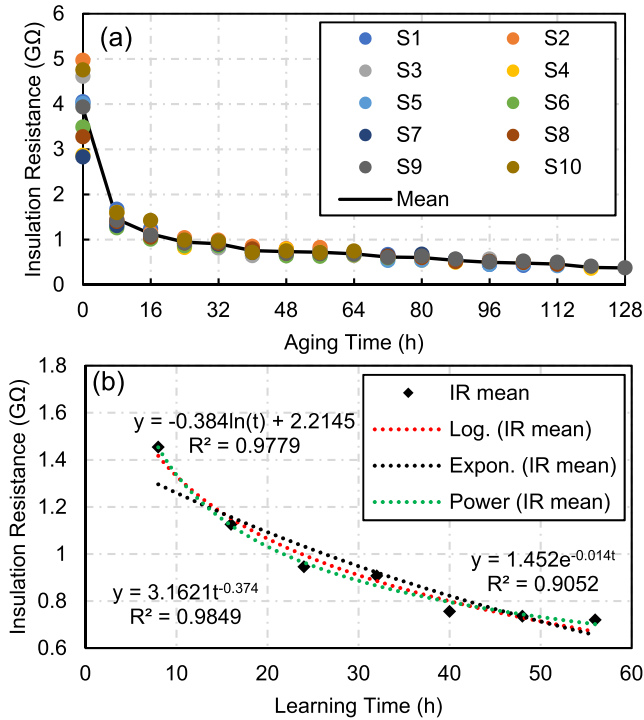 (a)
Insulation Resistance (GΩ)
6
5
4
3
2
1
0
S1 S2
S3 S4
S5 S6
S7 S8
S9 S10
Mean
0 16 32 48 64 80 96 112 128
Aging Time (h)
(b)
Insulation Resistance (GΩ)
1.8
1.6
1.4
1.2
1
0.8
0.6
IR mean
Log. (IR mean)
Expon. (IR mean)
Power (IR mean)
y = -0.384ln(t) + 2.2145
R² = 0.9779
y = 1.452e^-0.014t
R² = 0.9052
y = 3.1621t^-0.374
R² = 0.9849
0 10 20 30 40 50 60
Learning Time (h)